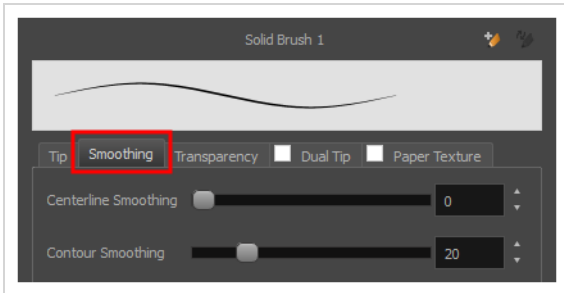 Solid Brush 1
Tip Smoothing Transparency Dual Tip Paper Texture
Centerline Smoothing 0
Contour Smoothing 20